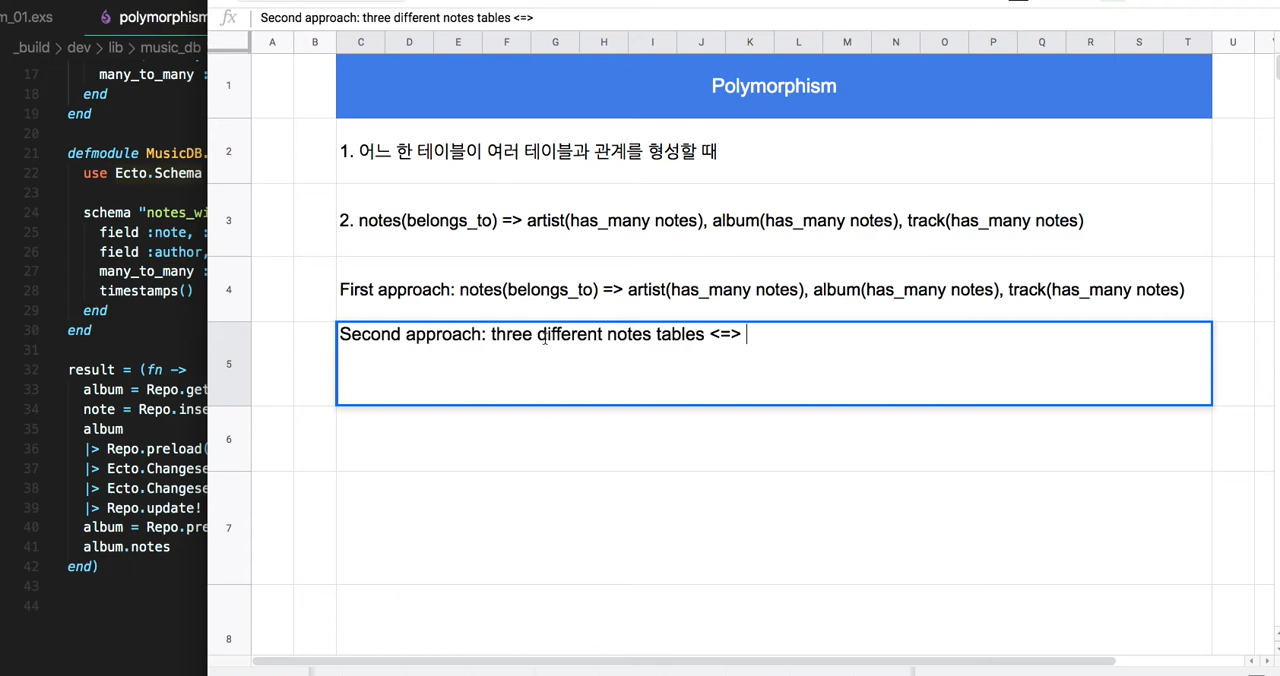 m_01.exs polymorphism
_build > dev > lib > music_db
17 many_to_many :
18 end
19 end
20
21 defmodule MusicDB.
22 use Ecto.Schema
23
24 schema "notes_wi
25 field :note, :
26 field :author,
27 many_to_many :
28 timestamps()
29 end
30 end
31
32 result = (fn ->
33 album = Repo.get
34 note = Repo.inse
35 album
36 |> Repo.preload(
37 |> Ecto.Changese
38 |> Ecto.Changese
39 |> Repo.update!
40 album = Repo.pre
41 album.notes
42 end)
43
44
fx Second approach: three different notes tables <=>
A B C D E F G H I J K L M N O P Q R S T U
1 Polymorphism
2 1. 어느 한 테이블이 여러 테이블과 관계를 형성할 때
3 2. notes(belongs_to) => artist(has_many notes), album(has_many notes), track(has_many notes)
4 First approach: notes(belongs_to) => artist(has_many notes), album(has_many notes), track(has_many notes)
5 Second approach: three different notes tables <=>
6
7
8